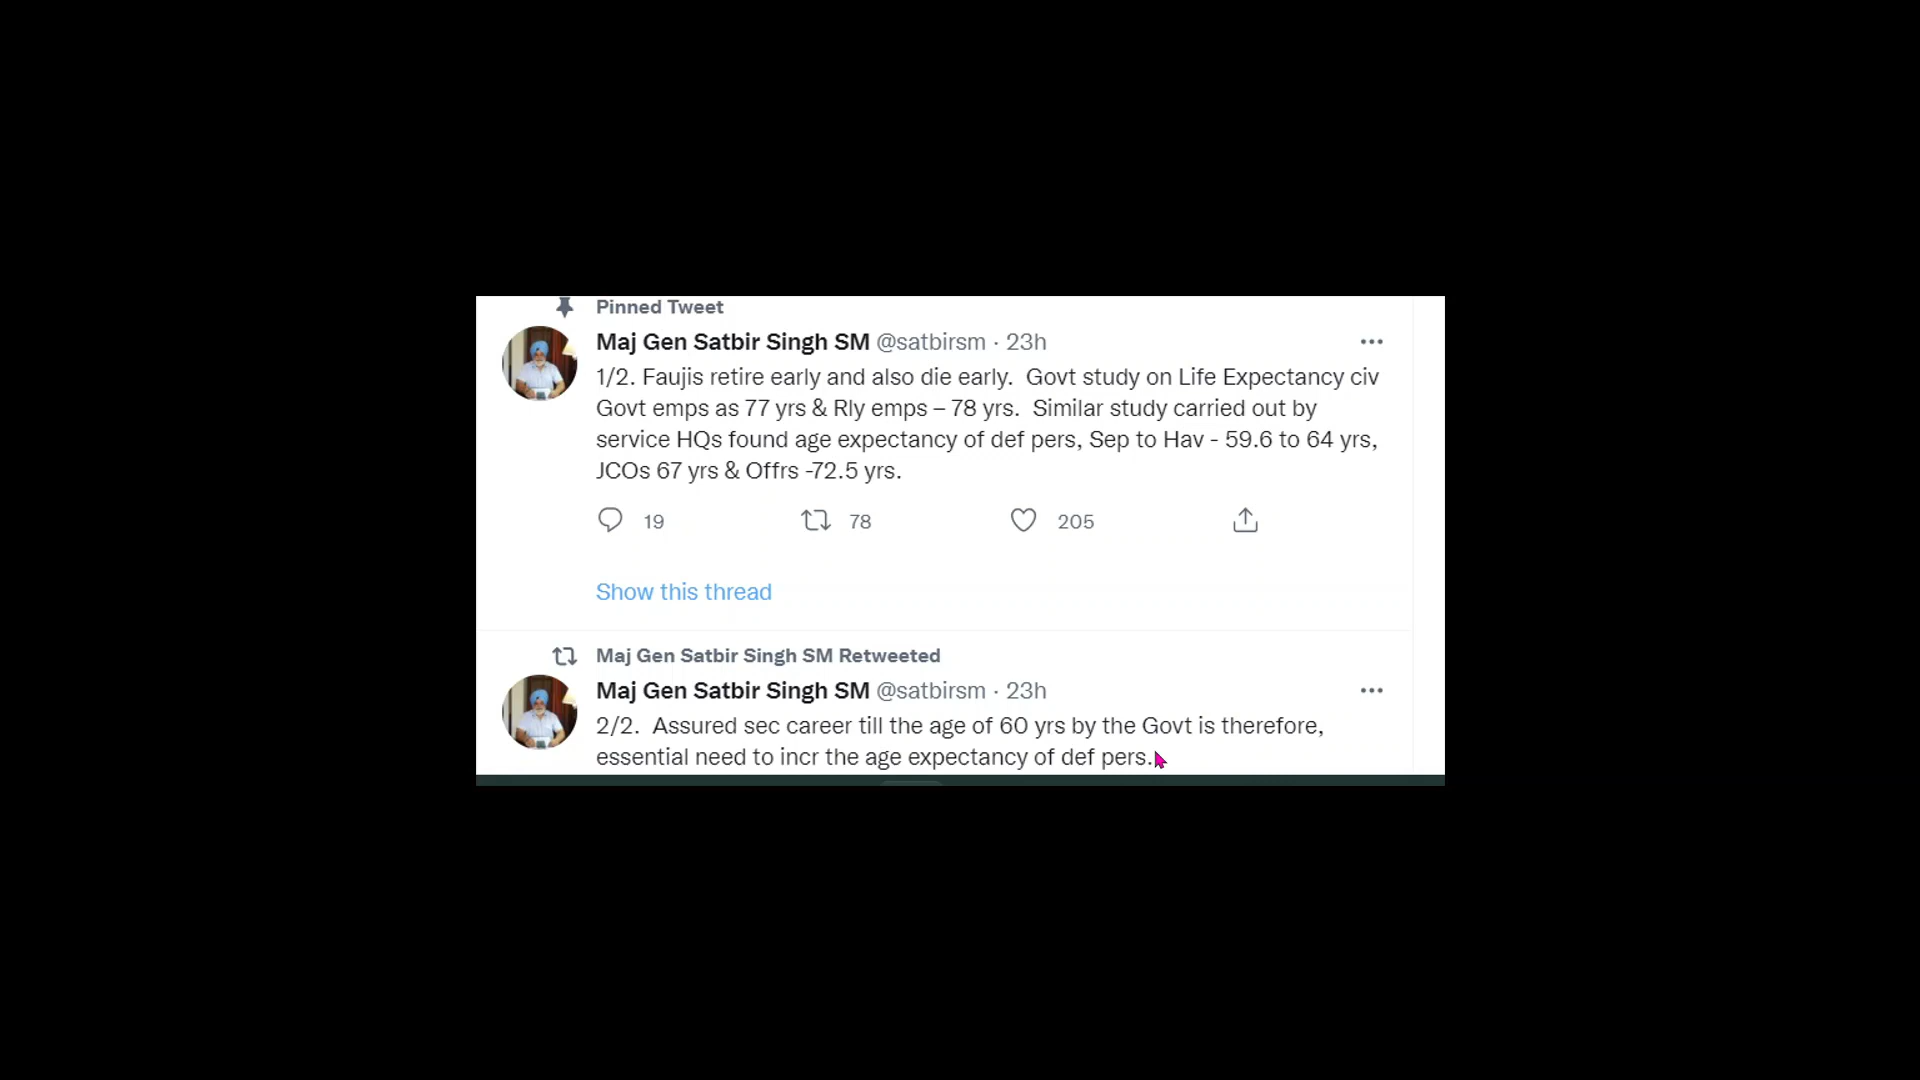 Pinned Tweet
Maj Gen Satbir Singh SM @satbirsm · 23h
1/2. Faujis retire early and also die early. Govt study on Life Expectancy civ
Govt emps as 77 yrs & Rly emps – 78 yrs. Similar study carried out by
service HQs found age expectancy of def pers, Sep to Hav - 59.6 to 64 yrs,
JCOs 67 yrs & Offrs -72.5 yrs.
19 78 205
Show this thread
Maj Gen Satbir Singh SM Retweeted
Maj Gen Satbir Singh SM @satbirsm · 23h
2/2. Assured sec career till the age of 60 yrs by the Govt is therefore,
essential need to incr the age expectancy of def pers.